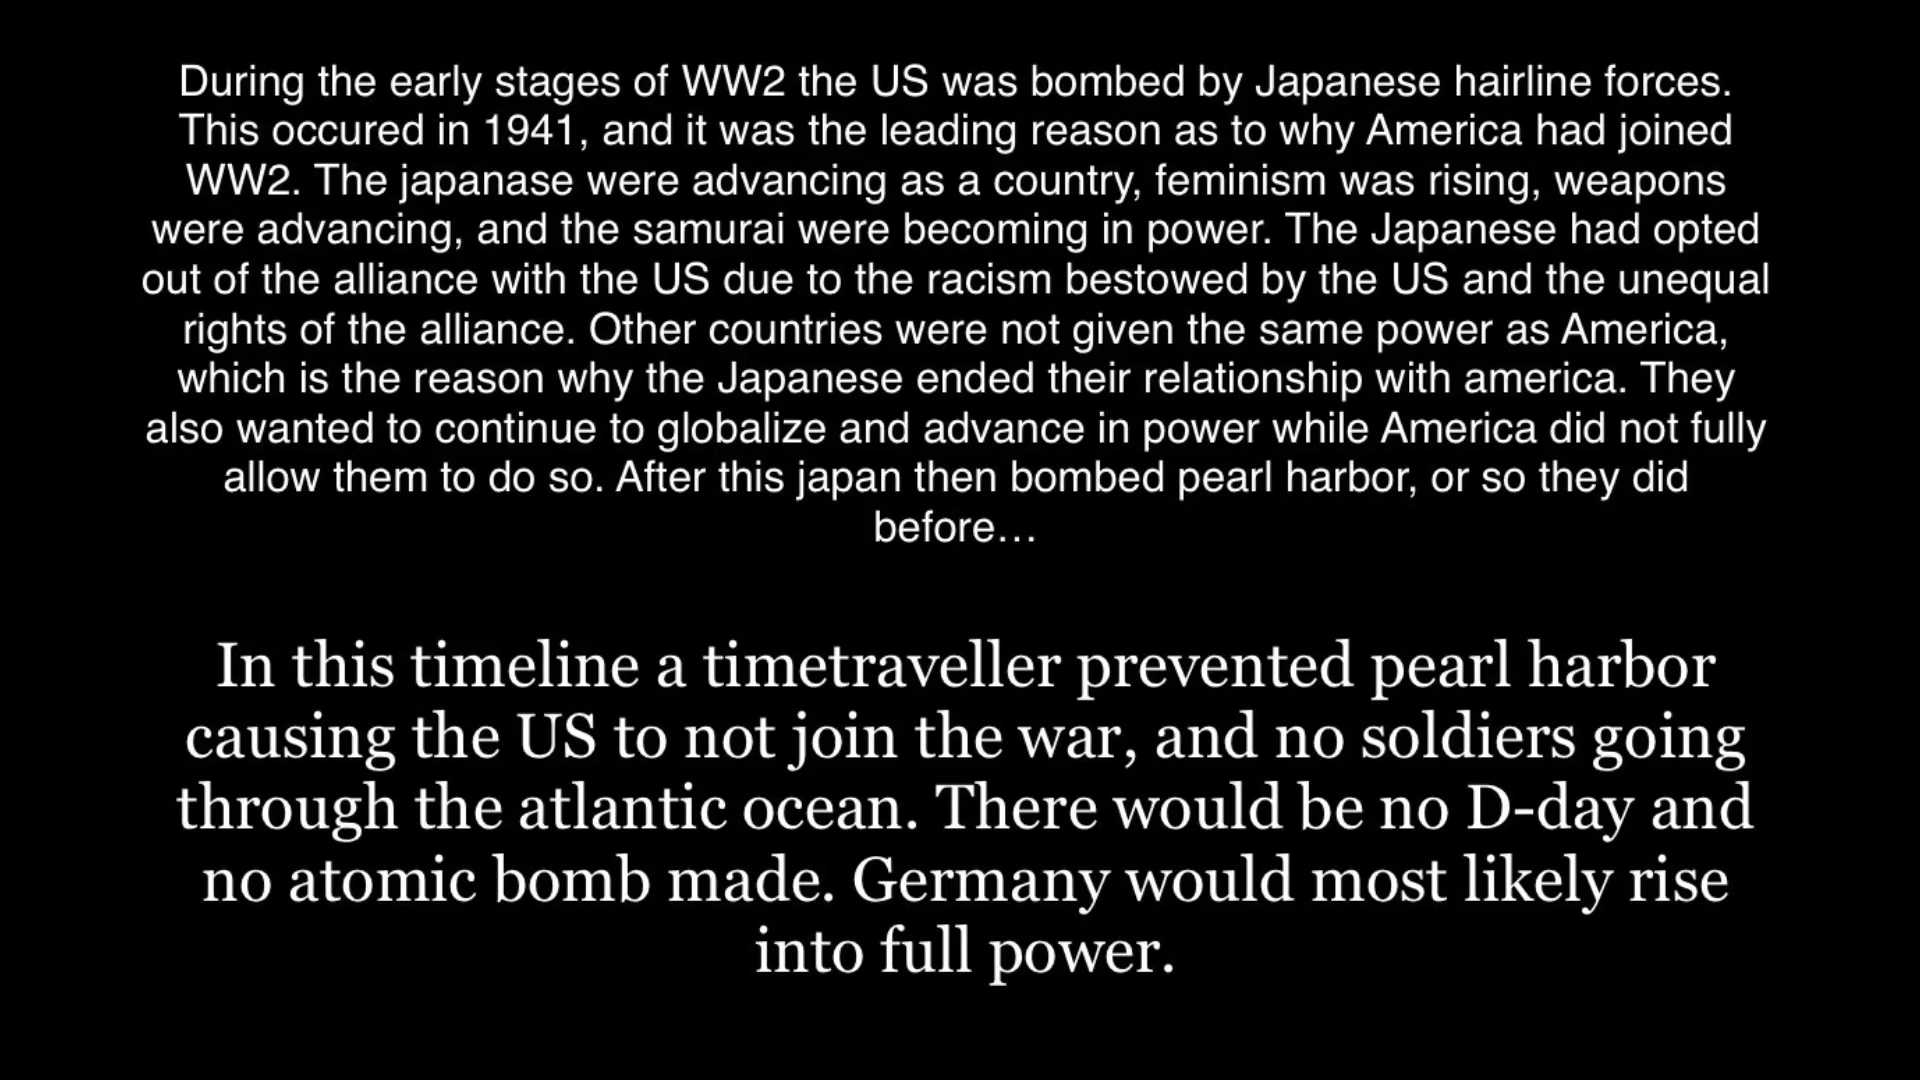 During the early stages of WW2 the US was bombed by Japanese hairline forces.
This occured in 1941, and it was the leading reason as to why America had joined
WW2. The japanase were advancing as a country, feminism was rising, weapons
were advancing, and the samurai were becoming in power. The Japanese had opted
out of the alliance with the US due to the racism bestowed by the US and the unequal
rights of the alliance. Other countries were not given the same power as America,
which is the reason why the Japanese ended their relationship with america. They
also wanted to continue to globalize and advance in power while America did not fully
allow them to do so. After this japan then bombed pearl harbor, or so they did
before…
In this timeline a timetraveller prevented pearl harbor
causing the US to not join the war, and no soldiers going
through the atlantic ocean. There would be no D-day and
no atomic bomb made. Germany would most likely rise
into full power.